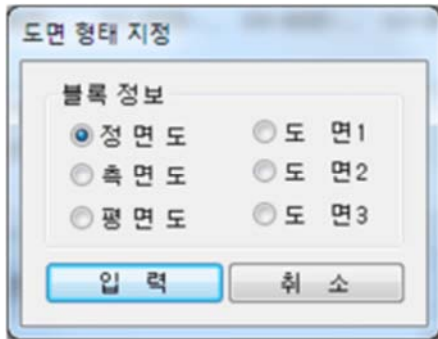 도면 형태 지정
블록 정보
정 면 도 도 면1
측 면 도 도 면2
평 면 도 도 면3
입 력 취 소